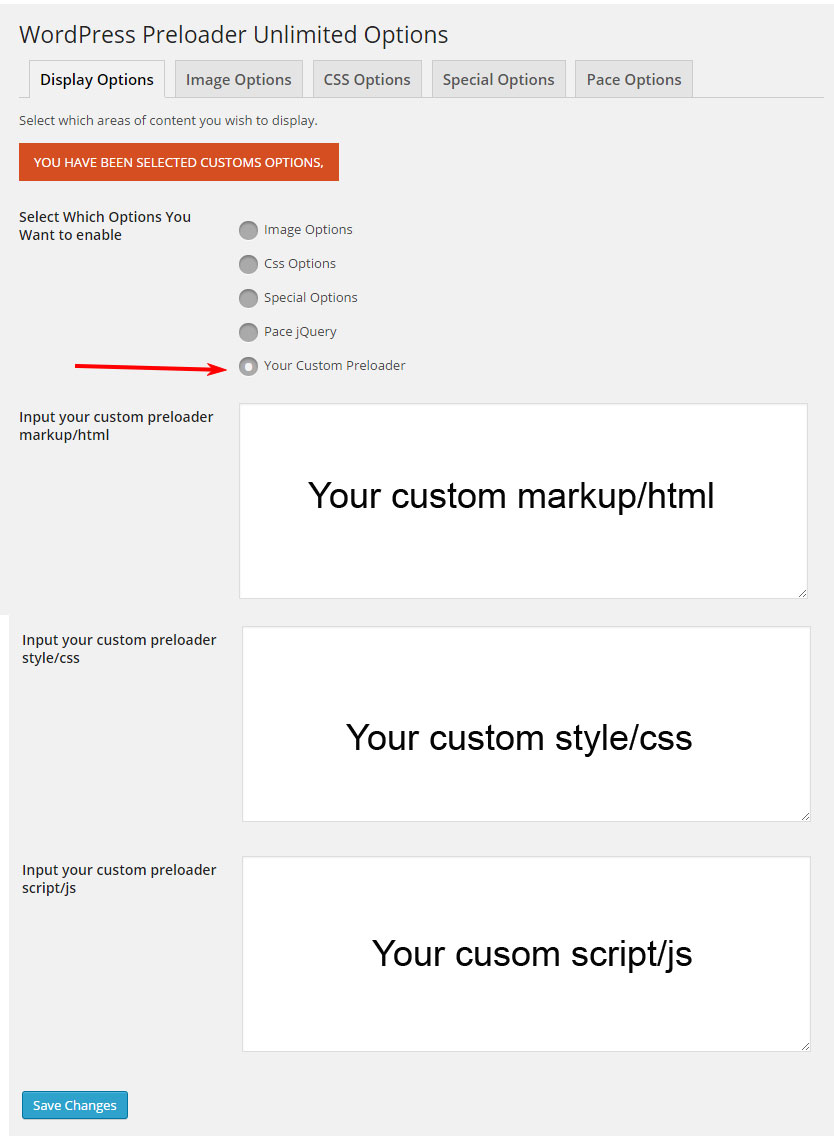 WordPress Preloader Unlimited Options
Display Options Image Options CSS Options Special Options Pace Options
Select which areas of content you wish to display.
YOU HAVE BEEN SELECTED CUSTOMS OPTIONS,
Select Which Options You
Want to enable
Image Options
Css Options
Special Options
Pace jQuery
Your Custom Preloader
Input your custom preloader
markup/html
Your custom markup/html
Input your custom preloader
style/css
Your custom style/css
Input your custom preloader
script/js
Your cusom script/js
Save Changes